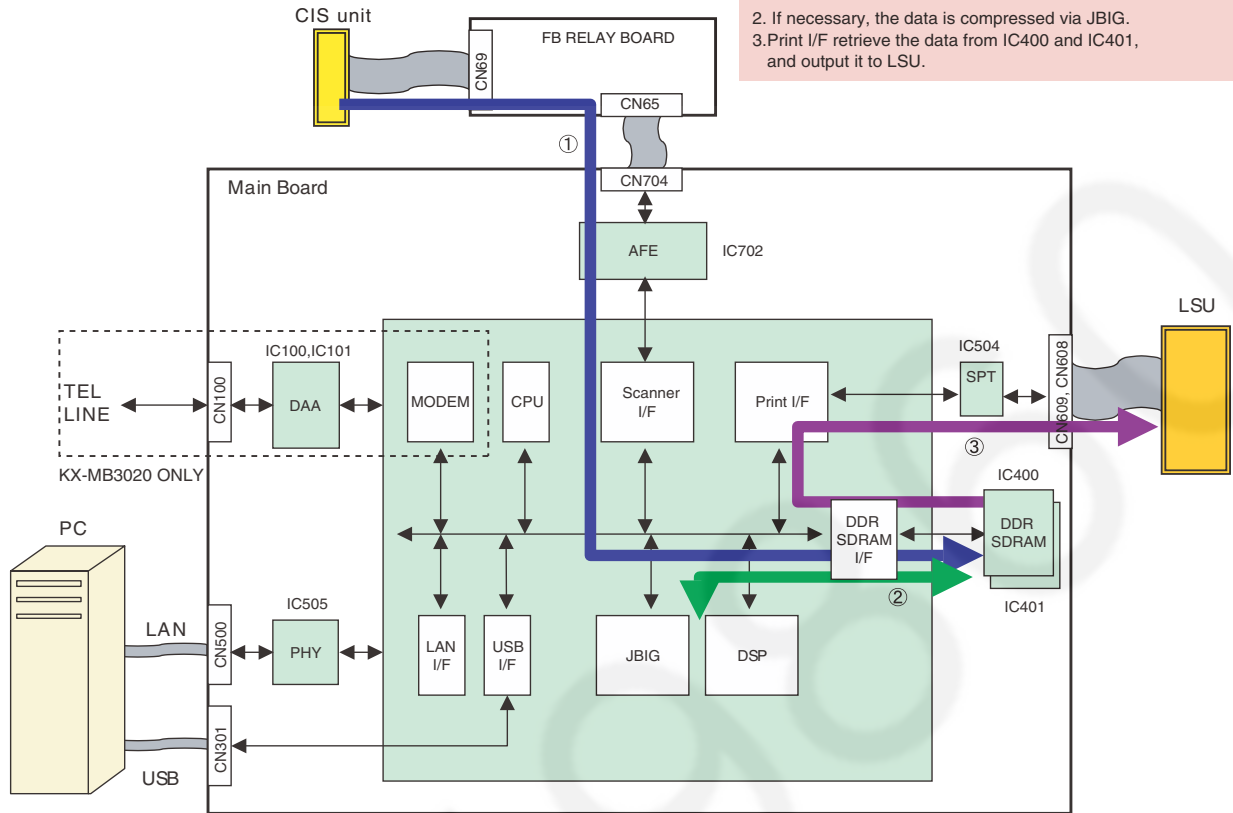 CIS unit
FB RELAY BOARD
2. If necessary, the data is compressed via JBIG.
3.Print I/F retrieve the data from IC400 and IC401,
and output it to LSU.
CN69
CN65
①
CN704
Main Board
AFE
IC702
LSU
IC100,IC101
TEL
LINE
CN100
DAA
MODEM
CPU
Scanner
I/F
Print I/F
IC504
SPT
CN609, CN608
③
KX-MB3020 ONLY
IC400
DDR
SDRAM
I/F
DDR
SDRAM
IC401
②
PC
LAN
CN500
IC505
PHY
LAN
I/F
USB
I/F
JBIG
DSP
CN301
USB